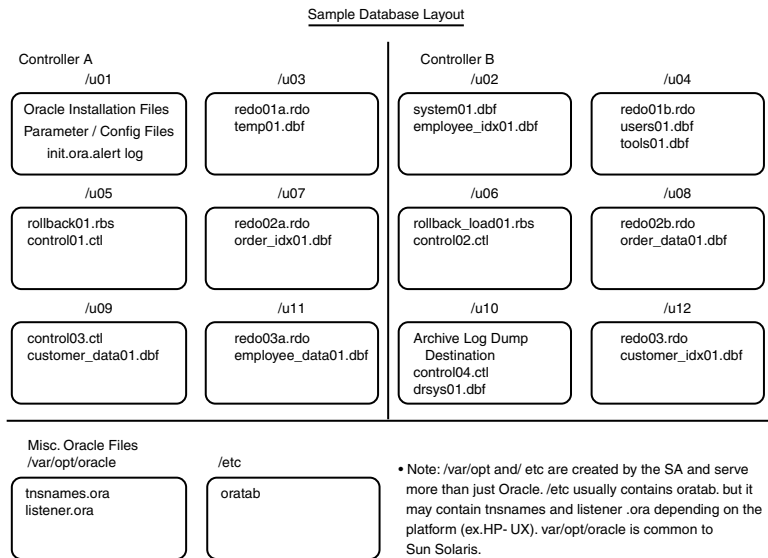 Sample Database Layout
Controller A
/u01
Oracle Installation Files
Parameter / Config Files
init.ora.alert log
/u03
redo01a.rdo
temp01.dbf
Controller B
/u02
system01.dbf
employee_idx01.dbf
/u04
redo01b.rdo
users01.dbf
tools01.dbf
/u05
rollback01.rbs
control01.ctl
/u07
redo02a.rdo
order_idx01.dbf
/u06
rollback_load01.rbs
control02.ctl
/u08
redo02b.rdo
order_data01.dbf
/u09
control03.ctl
customer_data01.dbf
/u11
redo03a.rdo
employee_data01.dbf
/u10
Archive Log Dump
Destination
control04.ctl
drsys01.dbf
/u12
redo03.rdo
customer_idx01.dbf
Misc. Oracle Files
/var/opt/oracle
tnsnames.ora
listener.ora
/etc
oratab
• Note: /var/opt and/ etc are created by the SA and serve
more than just Oracle. /etc usually contains oratab. but it
may contain tnsnames and listener .ora depending on the
platform (ex.HP- UX). var/opt/oracle is common to
Sun Solaris.